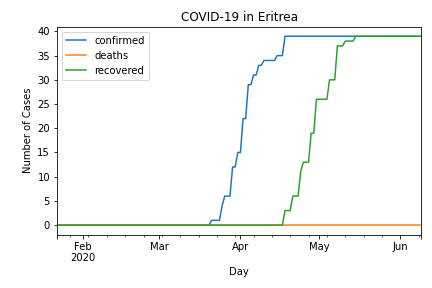 COVID-19 in Eritrea
confirmed
deaths
recovered
Number of Cases
40
35
30
25
20
15
10
5
0
Feb Mar Apr May Jun
2020
Day